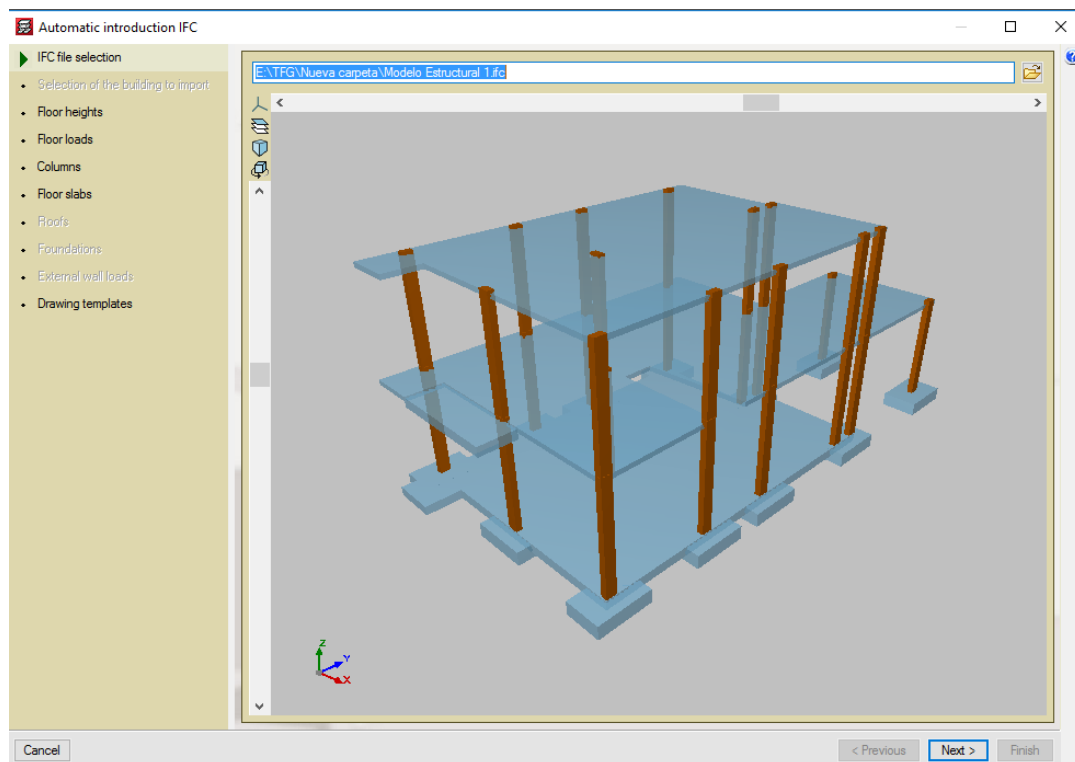 Automatic introduction IFC
IFC file selection
Selection of the building to import
Floor heights
Floor loads
Columns
Floor slabs
Roofs
Foundations
External wall loads
Drawing templates
E:\TFG\Nueva carpeta\Modelo Estructural 1.ifc
Z
Y
X
Cancel
< Previous
Next >
Finish